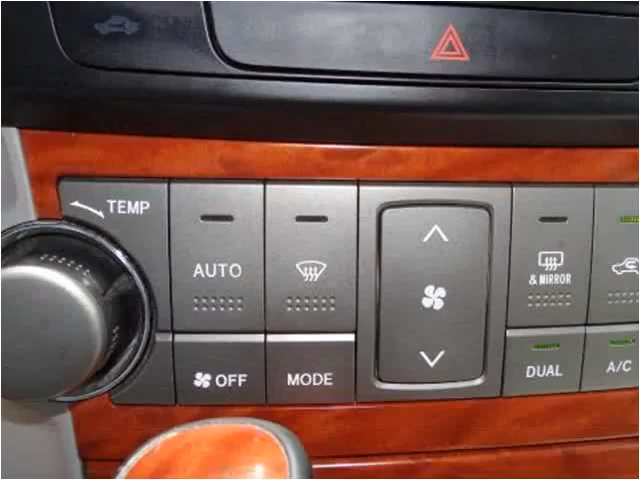 TEMP
AUTO
& MIRROR
OFF
MODE
DUAL
A/C